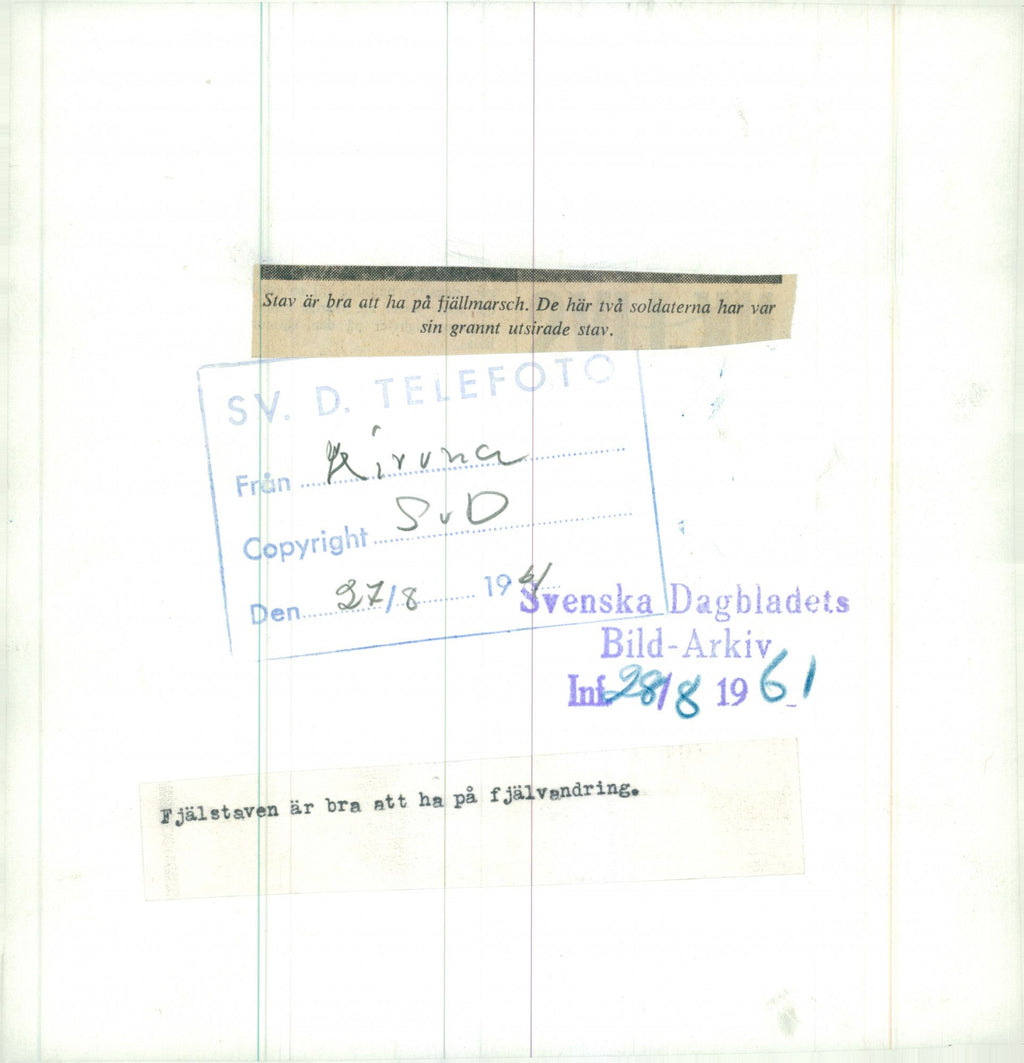 Stav är bra att ha på fjällmarsch. De här två soldaterna har var
sin grannt utsirade stav.
SV. D. TELEFOTO
Från Kiruna
Copyright SvD
Den 27/8 1961
Svenska Dagbladets
Bild-Arkiv
Inf 28/8 1961
Fjälstaven är bra att ha på fjälvandring.